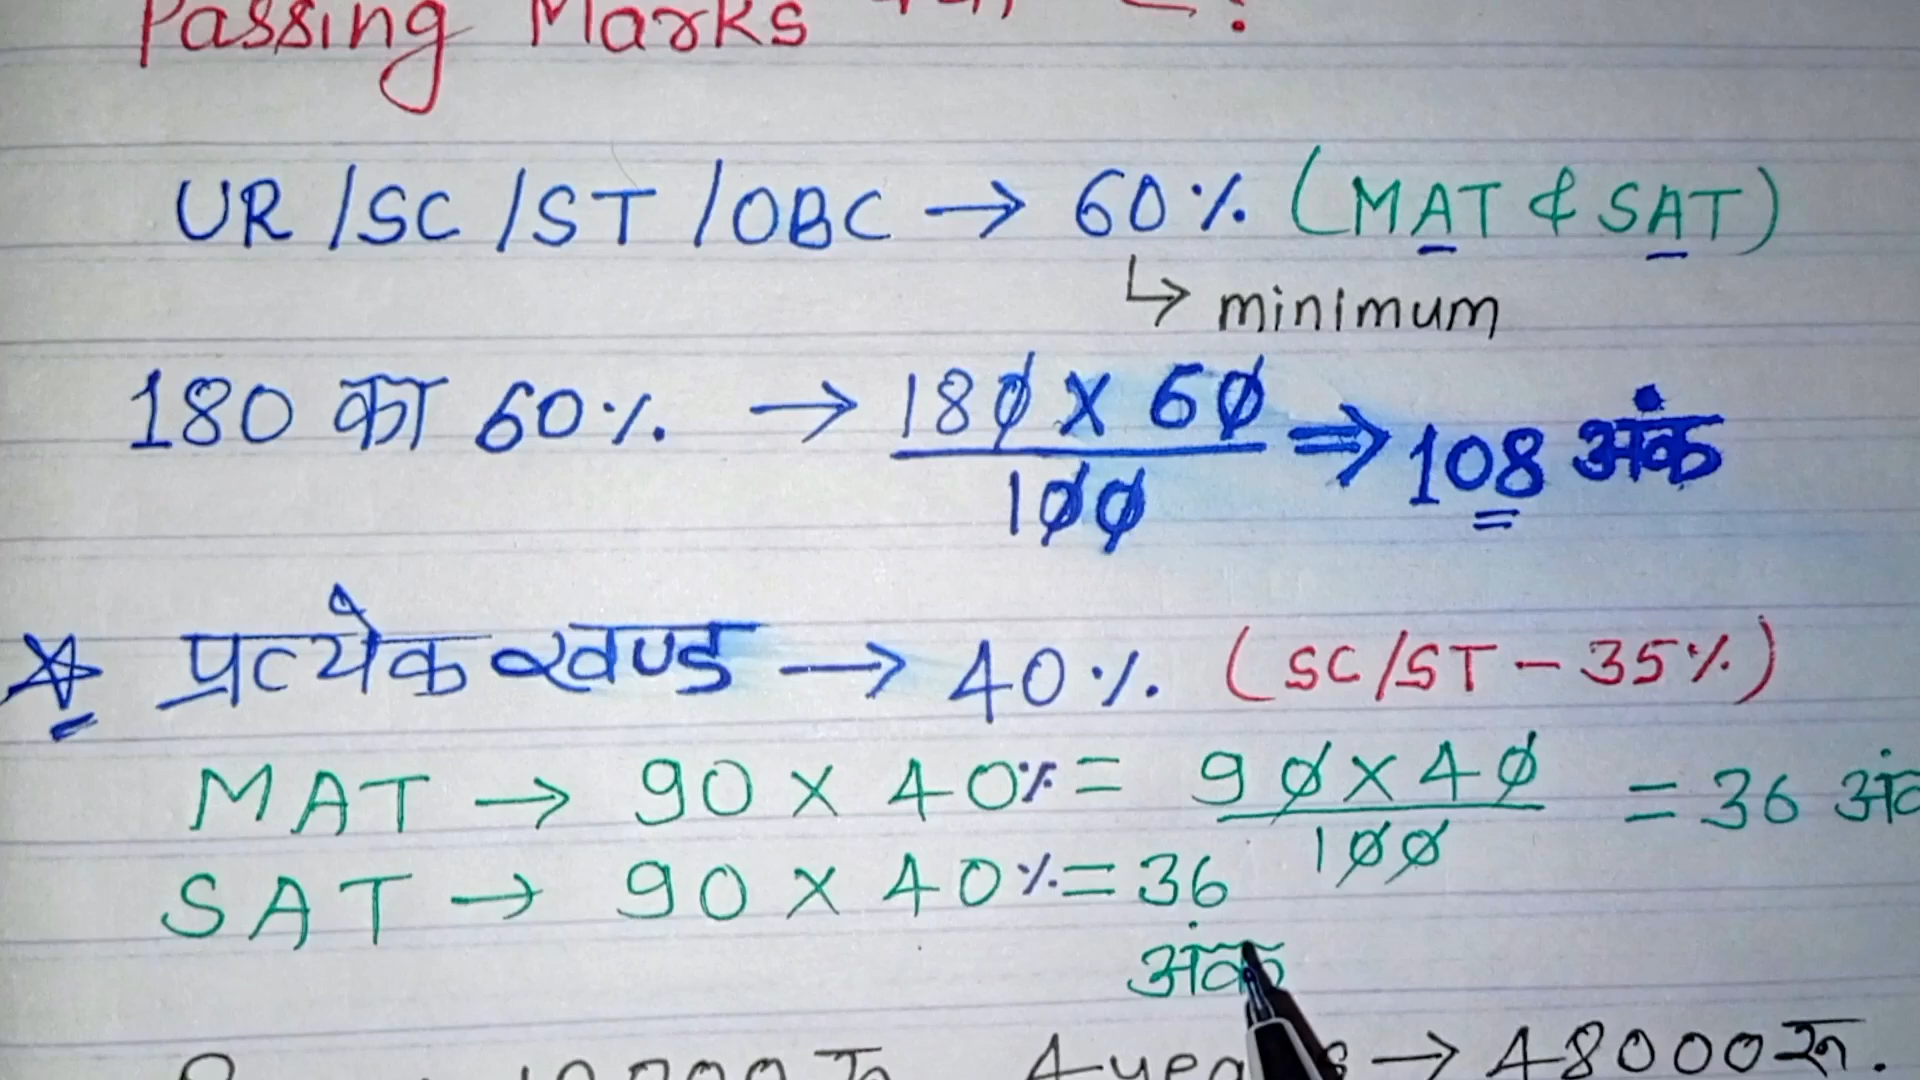 Passing Marks
UR/SC/ST/OBC → 60% (MAT & SAT)
↳ minimum
180 का 60% → 180 x 60 / 100 ⇒ 108 अंक
प्रत्येक खण्ड → 40% (SC/ST - 35%)
MAT → 90 x 40% = 90 x 40 / 100 = 36
SAT → 90 x 40% = 36
अंक
→ 48000 रू.